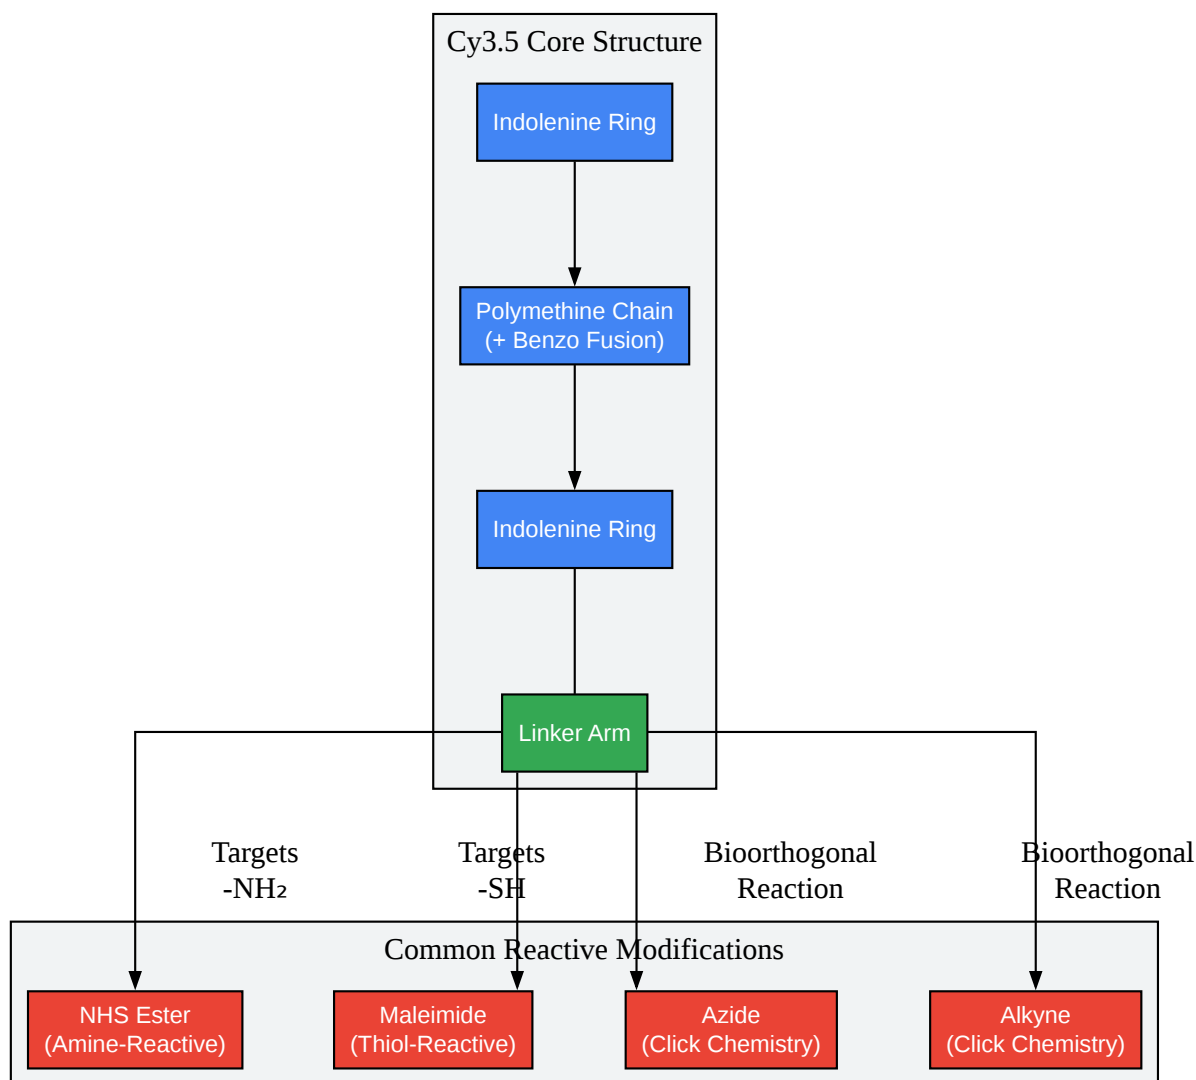 Cy3.5 Core Structure
Indolenine Ring
Polymethine Chain
(+ Benzo Fusion)
Indolenine Ring
Linker Arm
Targets
-NH₂
Targets
-SH
Bioorthogonal
Reaction
Bioorthogonal
Reaction
Common Reactive Modifications
NHS Ester
(Amine-Reactive)
Maleimide
(Thiol-Reactive)
Azide
(Click Chemistry)
Alkyne
(Click Chemistry)